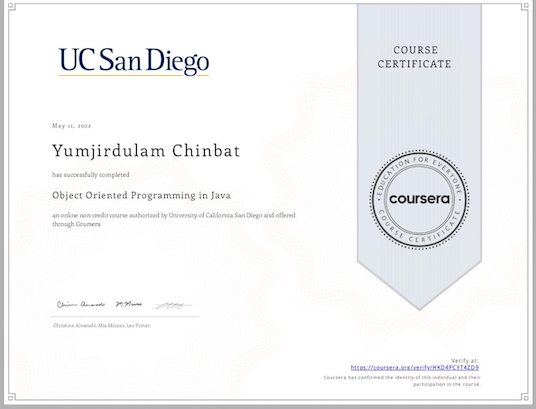 UC San Diego
COURSE
CERTIFICATE
May 11, 2022
Yumjirdulam Chinbat
has successfully completed
Object Oriented Programming in Java
an online non-credit course authorized by University of California San Diego and offered
through Coursera
EDUCATION FOR EVERYONE
coursera
COURSE CERTIFICATE
Christine Alvarado, Mia Minnes, Leo Porter
Verify at:
https://coursera.org/verify/HKD4PCYT4ZD9
Coursera has confirmed the identity of this individual and their
participation in the course.